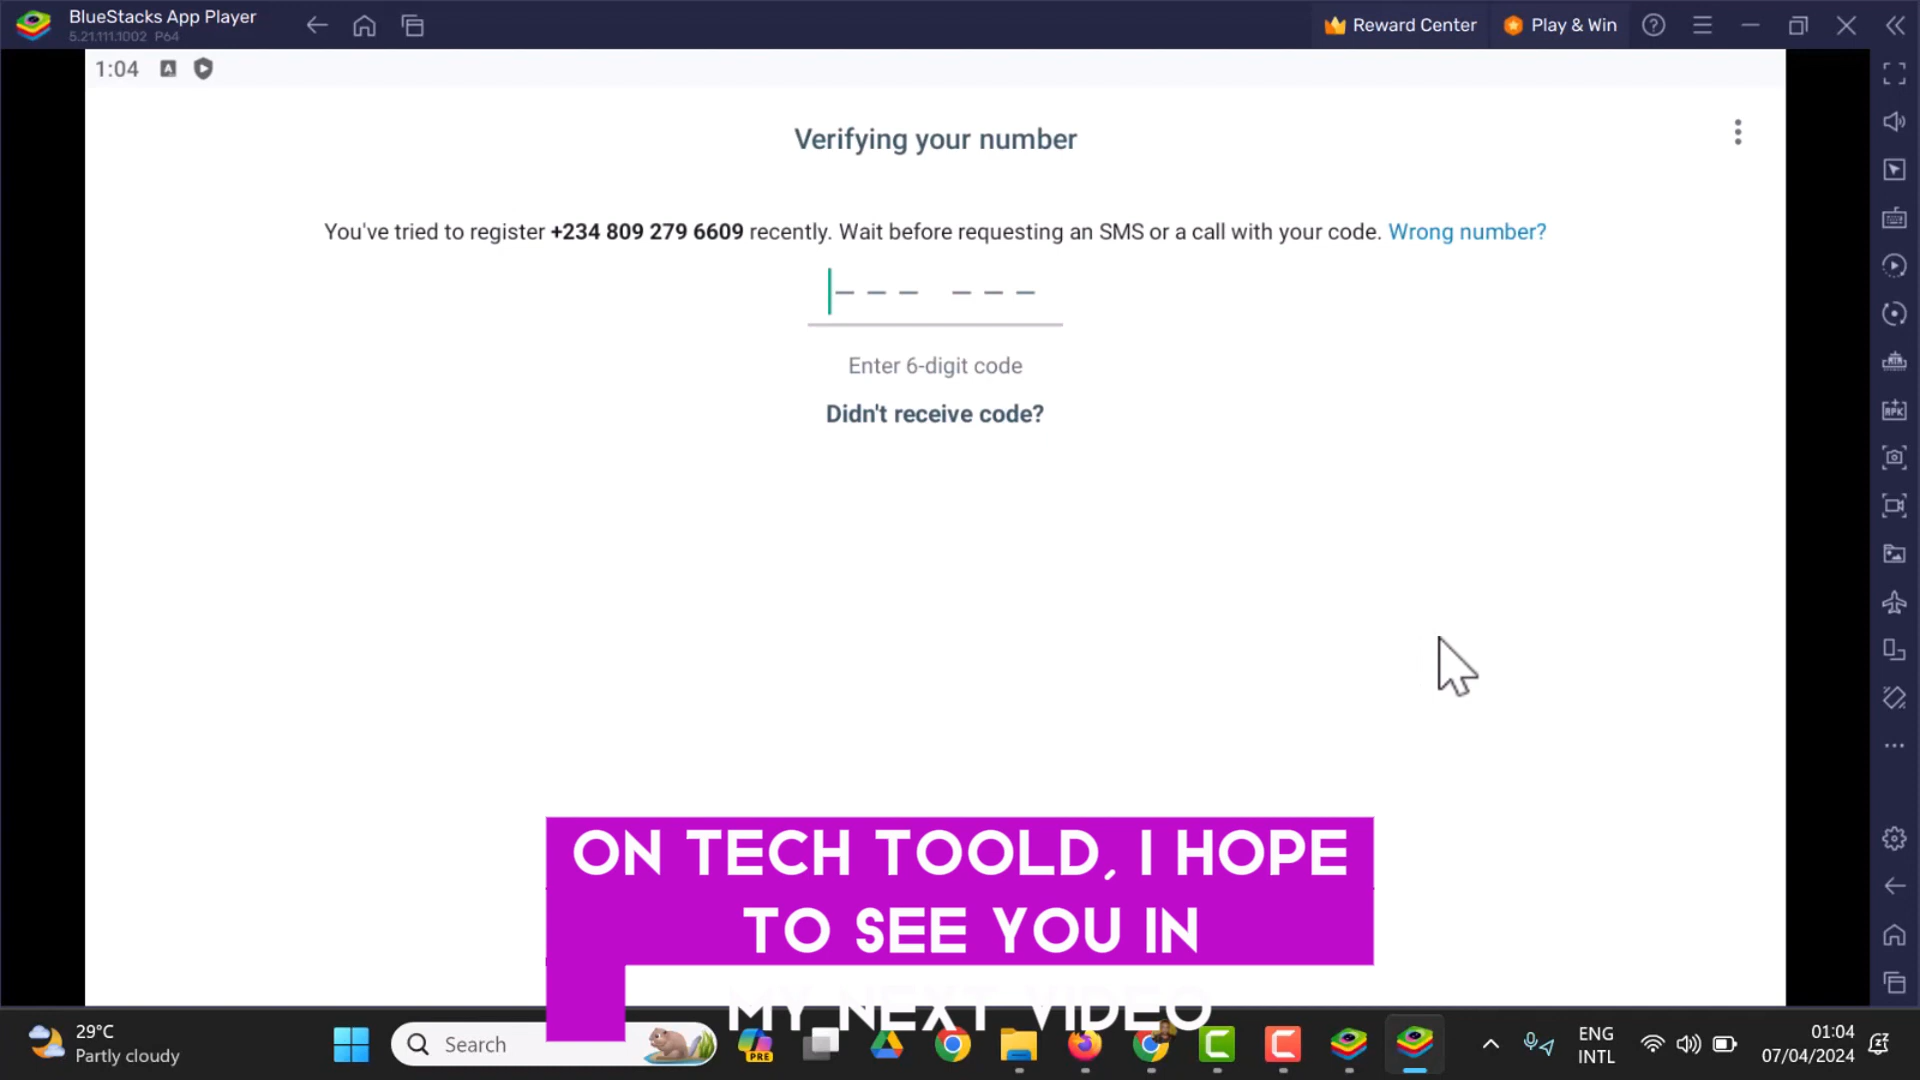 BlueStacks App Player
5.21.111.1002 P64
Reward Center
Play & Win
1:04
Verifying your number
You've tried to register +234 809 279 6609 recently. Wait before requesting an SMS or a call with your code. Wrong number?
Enter 6-digit code
Didn't receive code?
ON TECH TOOLD, I HOPE
TO SEE YOU IN
MY NEXT VIDEO
29°C
Partly cloudy
Search
PRE
ENG
INTL
01:04
07/04/2024